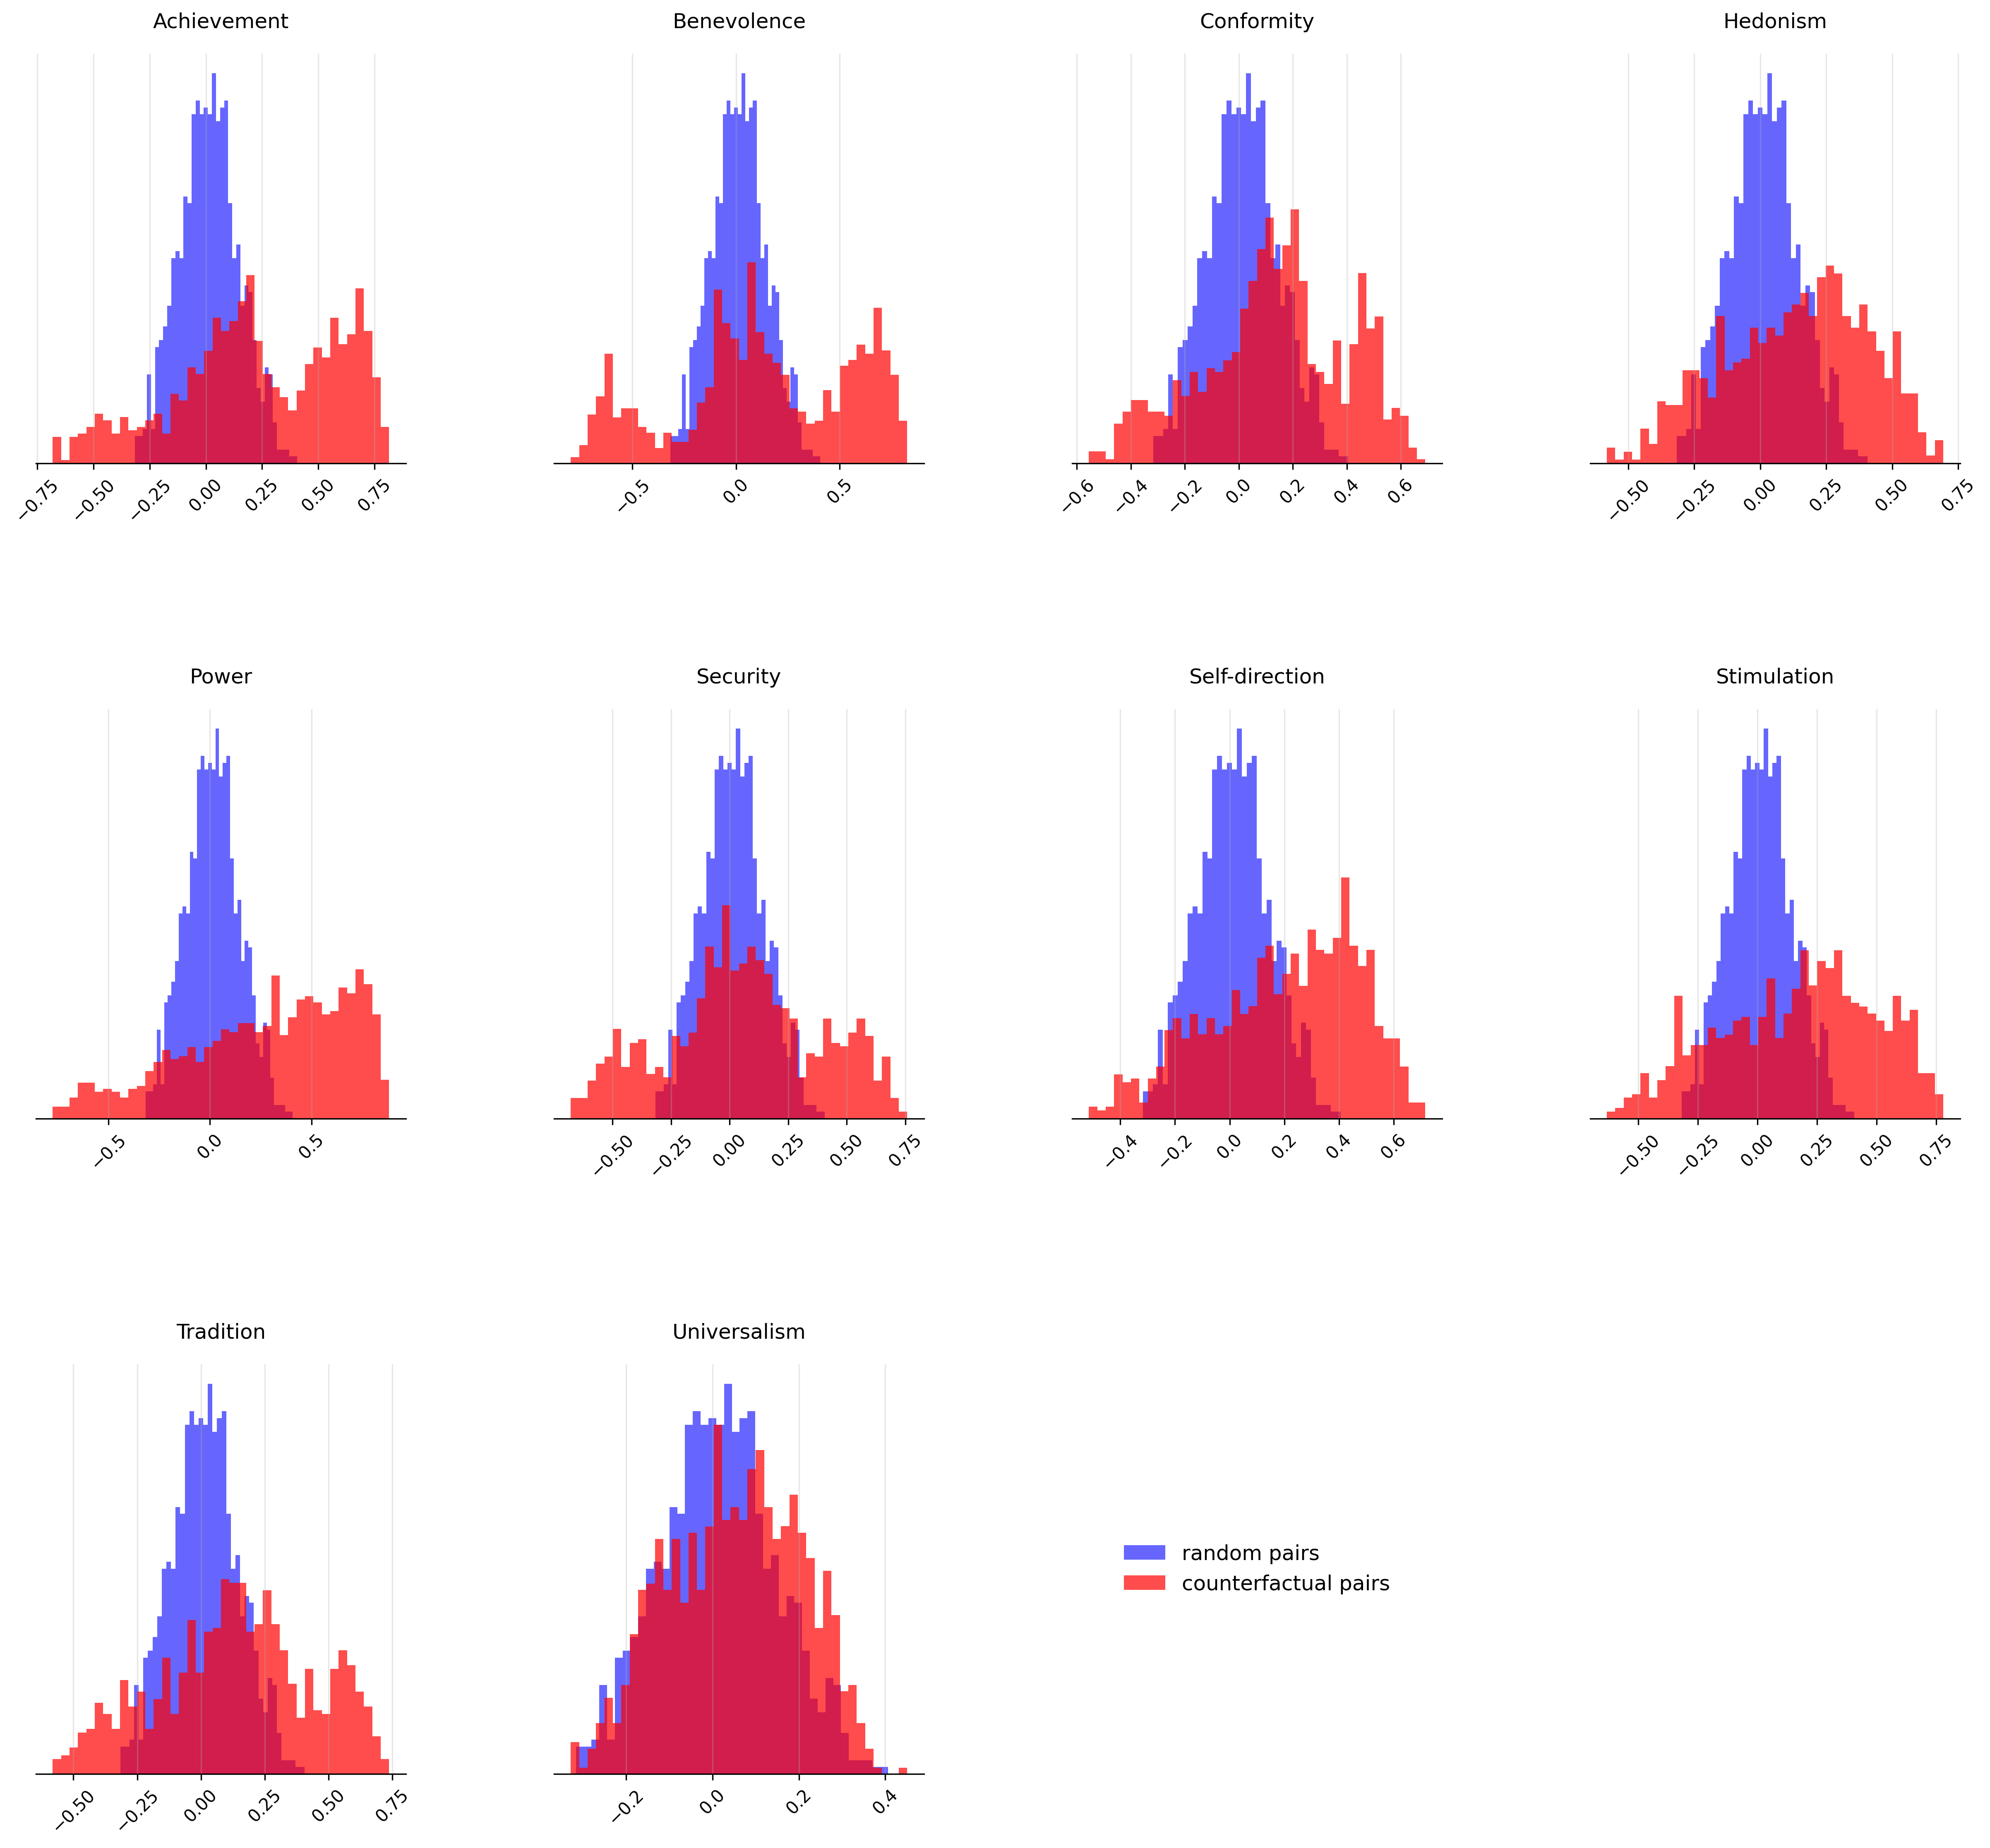 Achievement Benevolence Conformity Hedonism
−0.75 −0.50 −0.25 0.00 0.25 0.50 0.75 −0.5 0.0 0.5 −0.6 −0.4 −0.2 0.0 0.2 0.4 0.6 −0.50 −0.25 0.00 0.25 0.50 0.75
Power Security Self-direction Stimulation
−0.5 0.0 0.5 −0.50 −0.25 0.00 0.25 0.50 0.75 −0.4 −0.2 0.0 0.2 0.4 0.6 −0.50 −0.25 0.00 0.25 0.50 0.75
Tradition Universalism
random pairs
counterfactual pairs
−0.50 −0.25 0.00 0.25 0.50 0.75 −0.2 0.0 0.2 0.4